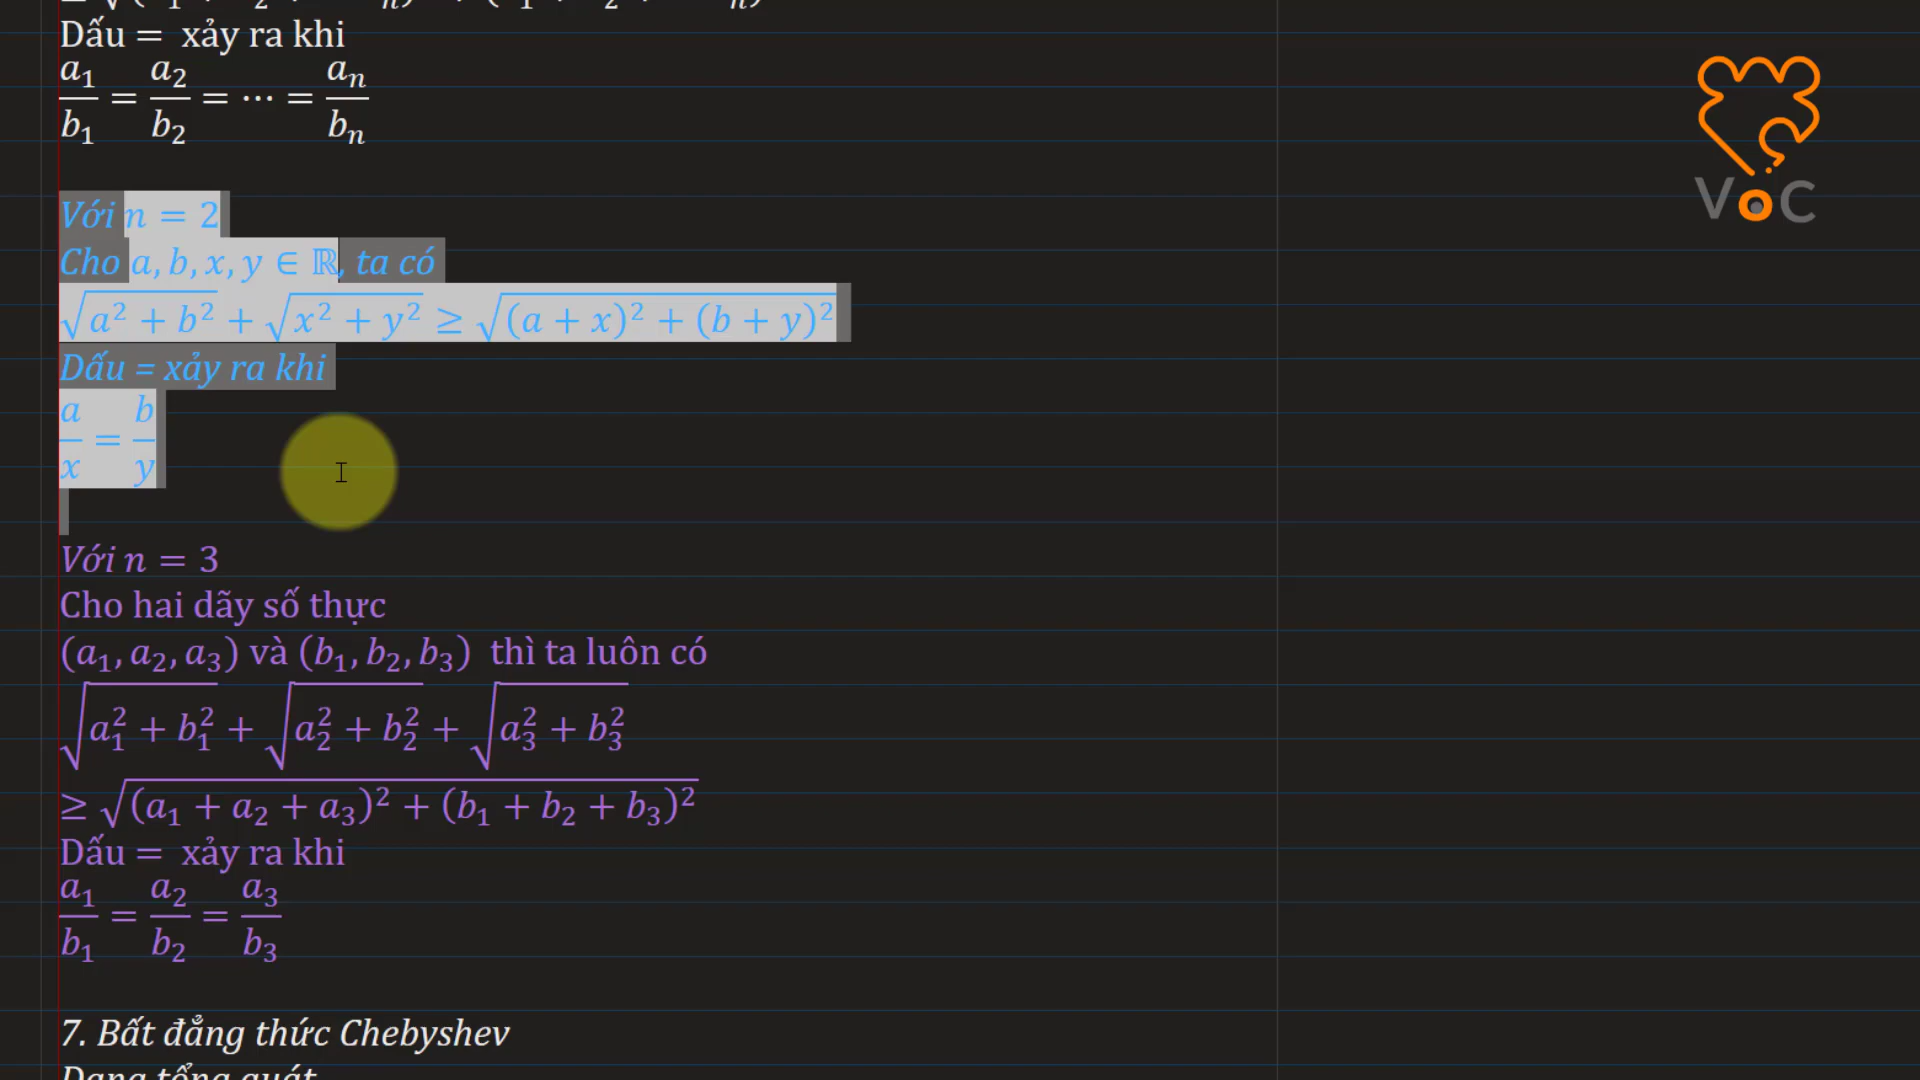 Dấu = xảy ra khi
a₁/b₁ = a₂/b₂ = ⋯ = aₙ/bₙ
Với n = 2
Cho a, b, x, y ∈ ℝ, ta có
√(a² + b²) + √(x² + y²) ≥ √((a + x)² + (b + y)²)
Dấu = xảy ra khi
a/x = b/y
Với n = 3
Cho hai dãy số thực
(a₁, a₂, a₃) và (b₁, b₂, b₃) thì ta luôn có
√(a₁² + b₁²) + √(a₂² + b₂²) + √(a₃² + b₃²)
≥ √((a₁ + a₂ + a₃)² + (b₁ + b₂ + b₃)²)
Dấu = xảy ra khi
a₁/b₁ = a₂/b₂ = a₃/b₃
7. Bất đẳng thức Chebyshev
Dạng tổng quát
VoC